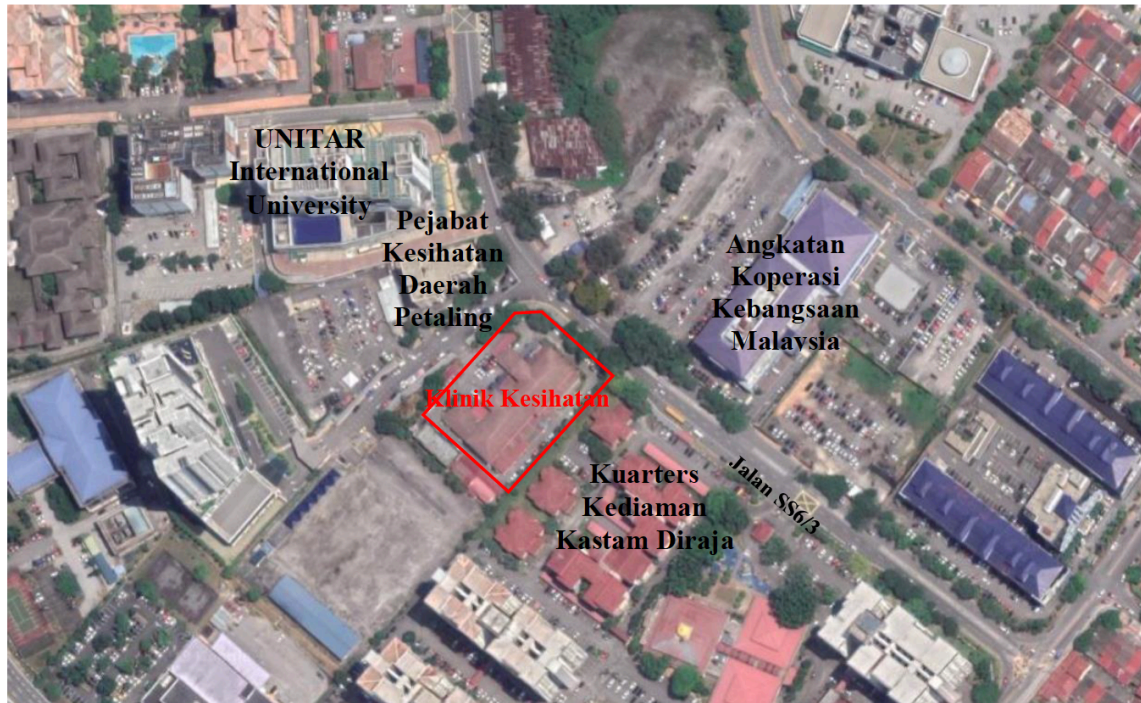 UNITAR
International
University
Pejabat
Kesihatan
Daerah
Petaling
Angkatan
Koperasi
Kebangsaan
Malavsia
Klinik Kesihatan
Kuarters
Kediaman
Kastam Diraja
Jalan SS6/3